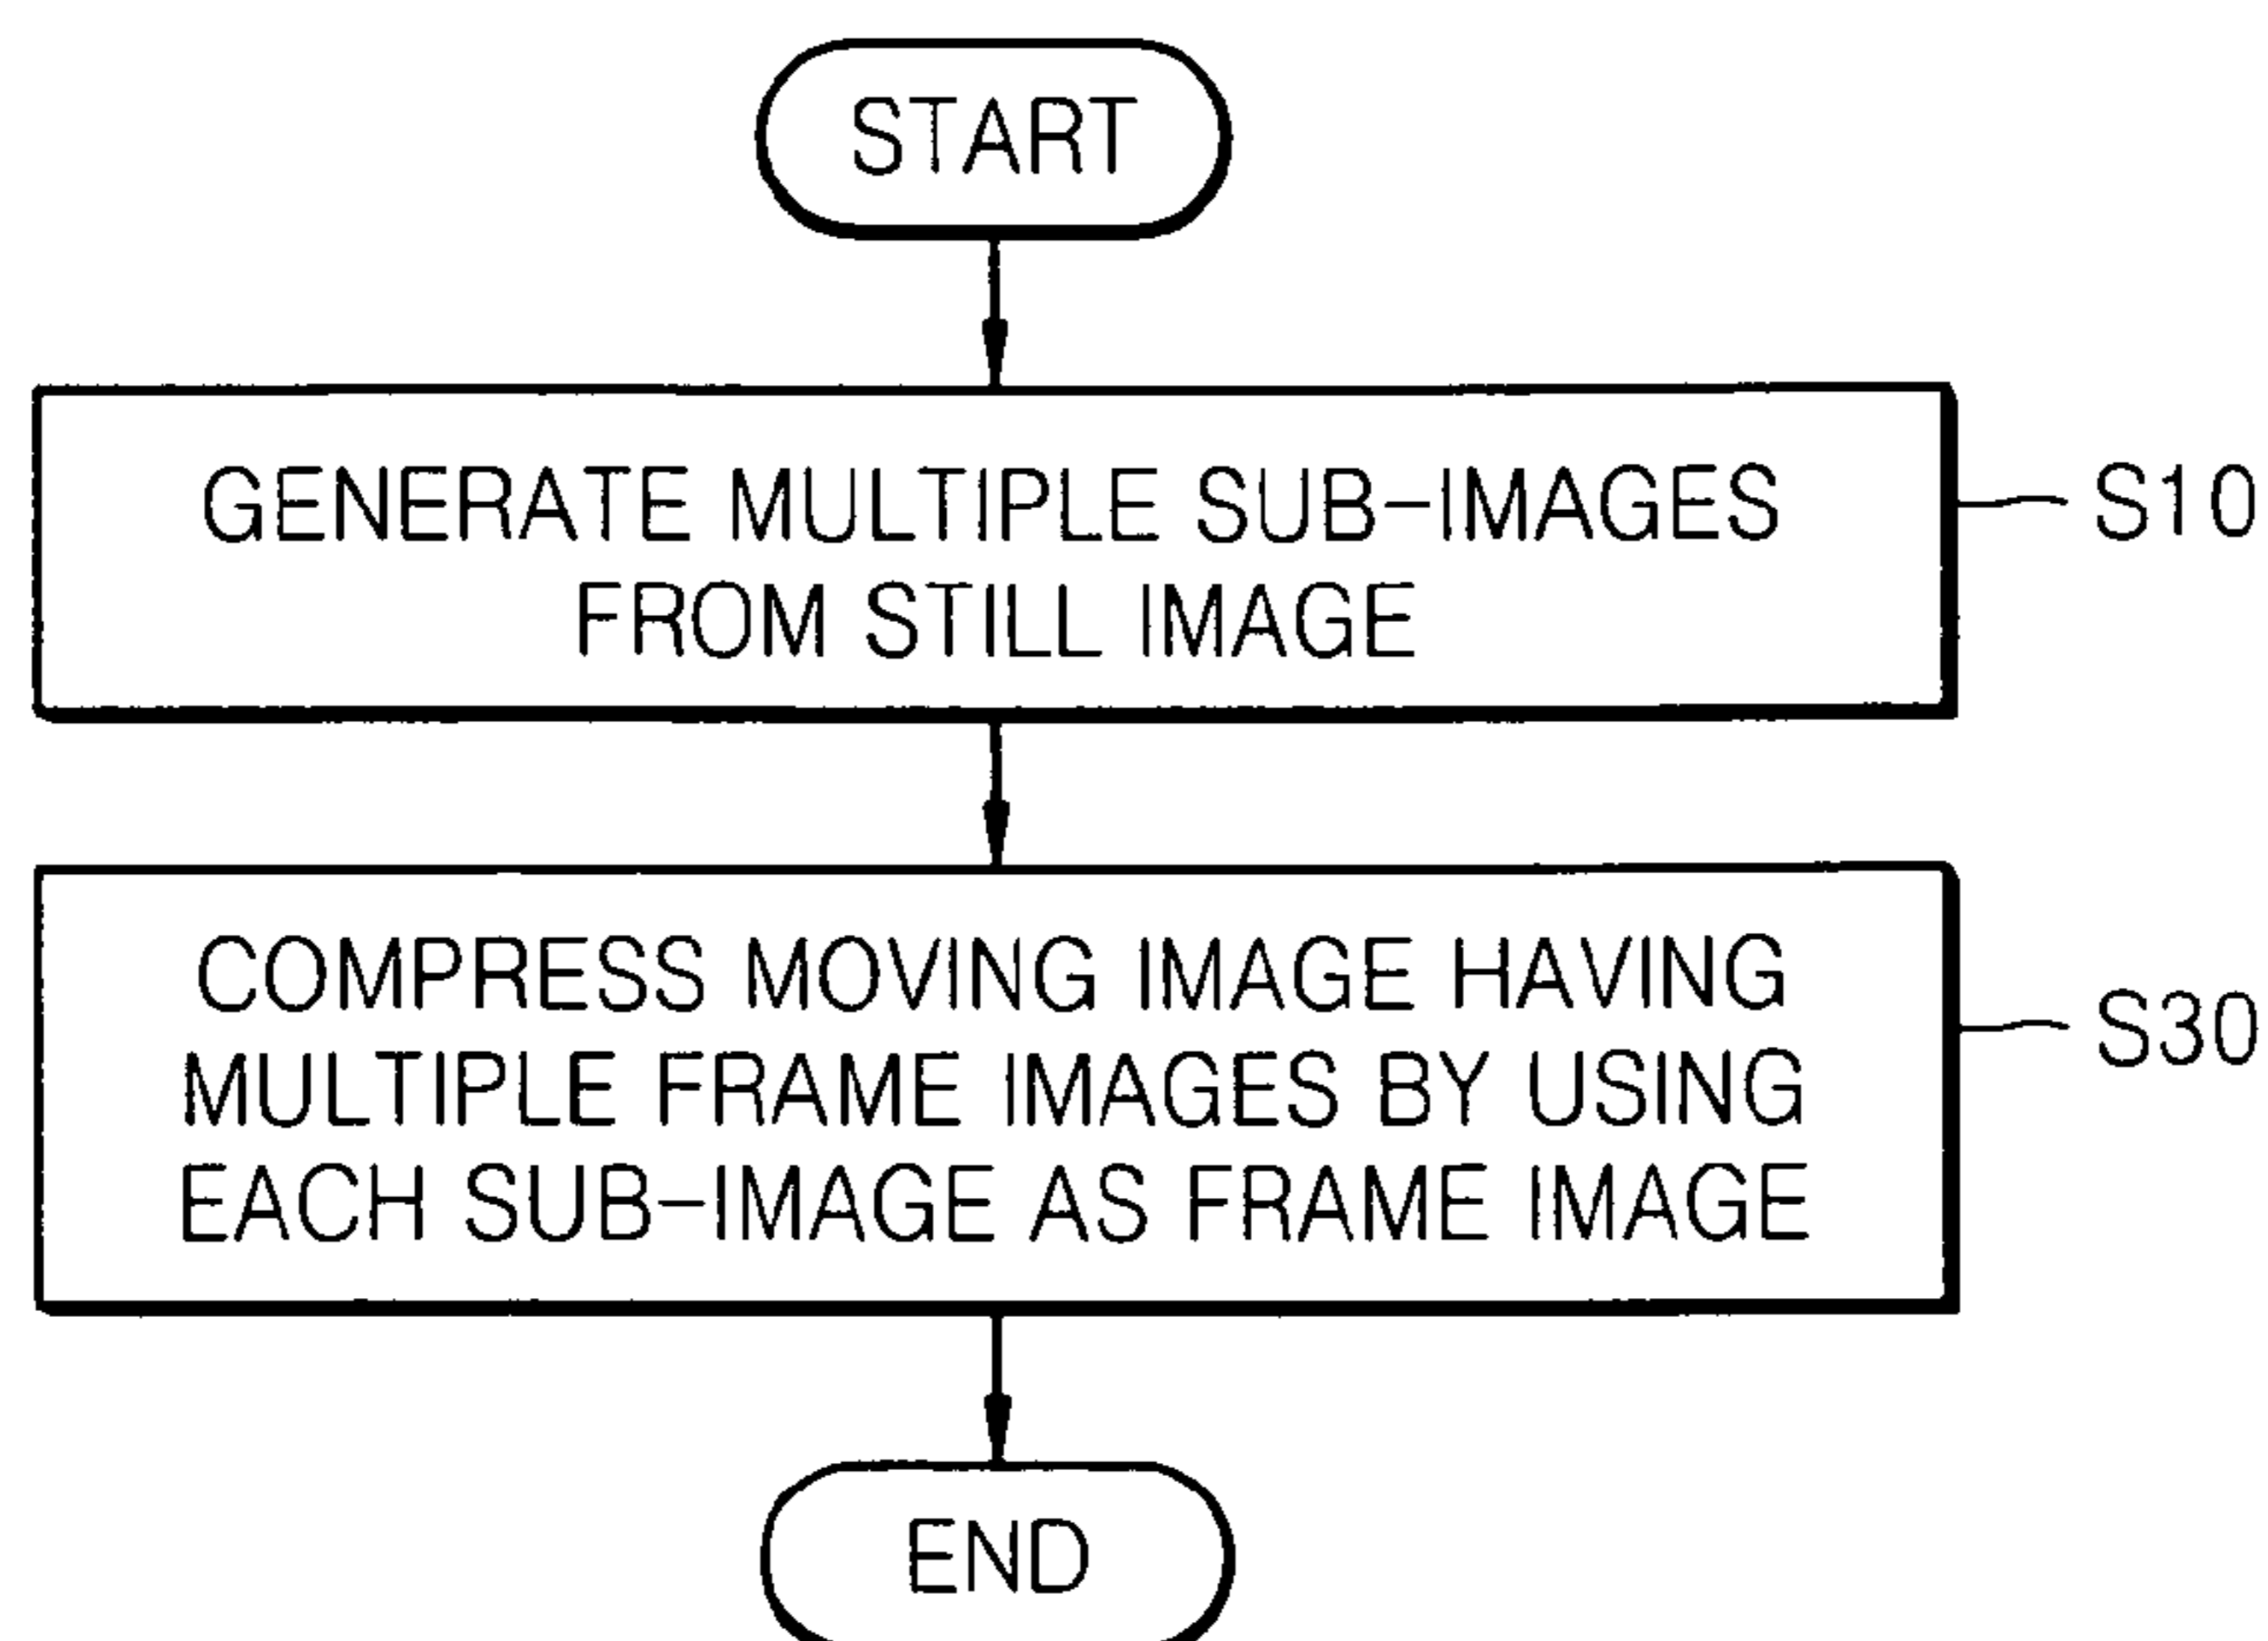 START
GENERATE MULTIPLE SUB-IMAGES
FROM STILL IMAGE
S10
COMPRESS MOVING IMAGE HAVING
MULTIPLE FRAME IMAGES BY USING
EACH SUB-IMAGE AS FRAME IMAGE
S30
END